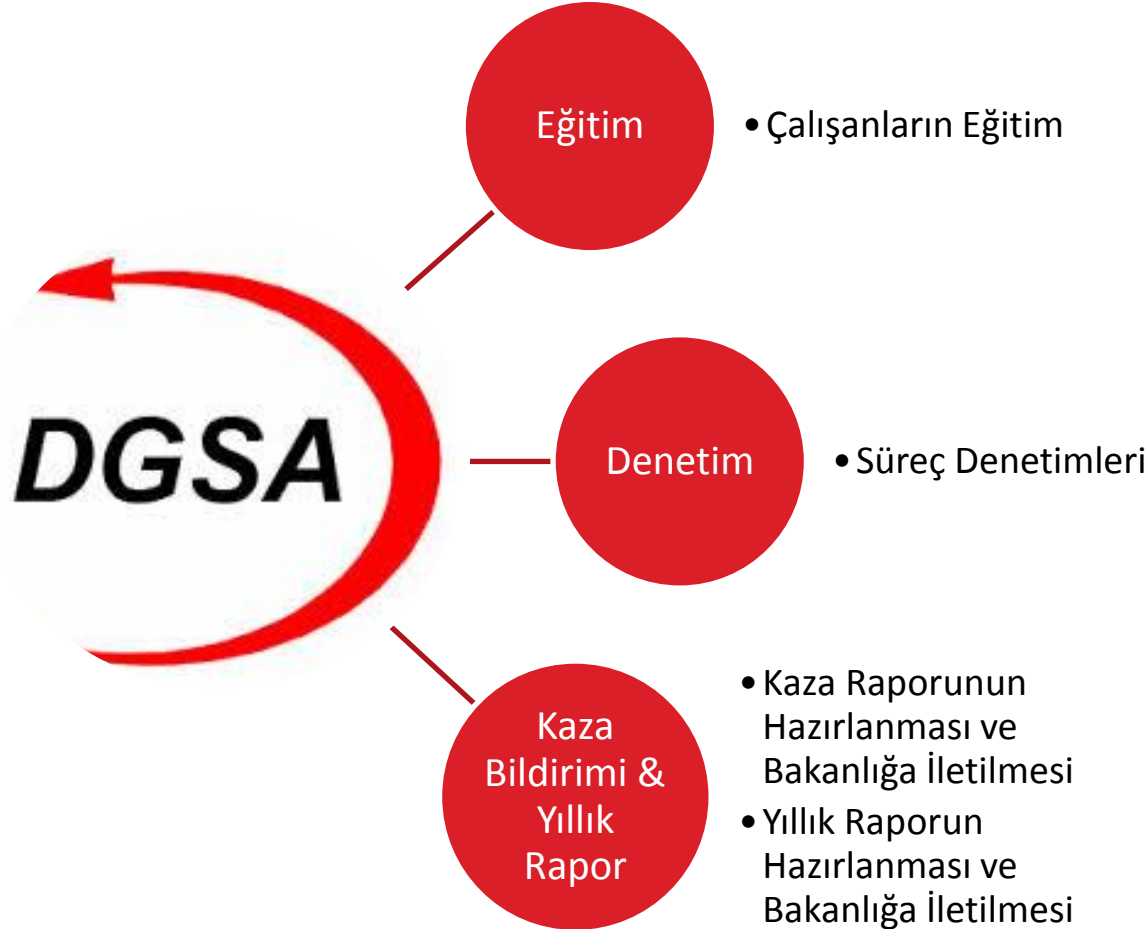 DGSA
Eğitim
• Çalışanların Eğitim
Denetim
• Süreç Denetimleri
Kaza
Bildirimi &
Yıllık
Rapor
• Kaza Raporunun
Hazırlanması ve
Bakanlığa İletilmesi
• Yıllık Raporun
Hazırlanması ve
Bakanlığa İletilmesi